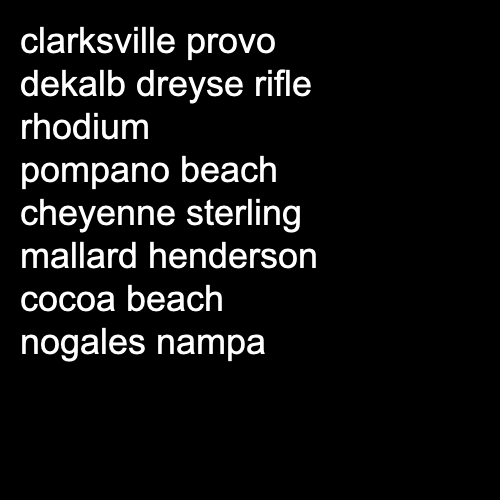 clarksville provo
dekalb dreyse rifle
rhodium
pompano beach
cheyenne sterling
mallard henderson
cocoa beach
nogales nampa